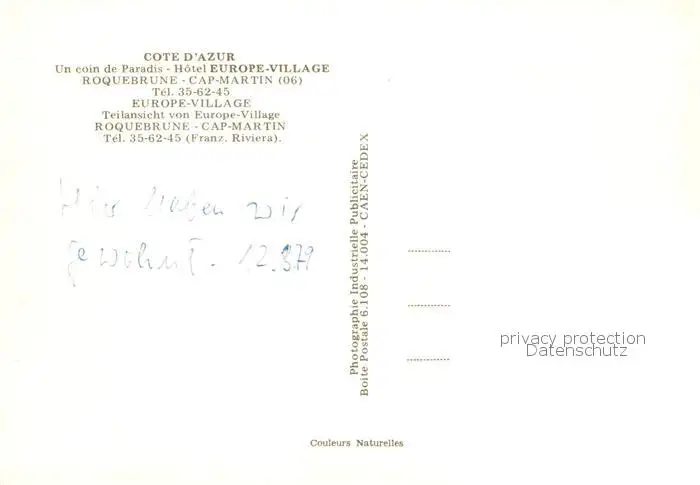 COTE D'AZUR
Un coin de Paradis - Hôtel EUROPE-VILLAGE
ROQUEBRUNE - CAP-MARTIN (06)
Tél. 35-62-45
EUROPE-VILLAGE
Teilansicht von Europe-Village
ROQUEBRUNE - CAP-MARTIN
Tél. 35-62-45 (Franz. Riviera).
Hier haben wir
gewohnt. 12.879
Photographie Industrielle Publicitaire
Boite Postale 6.108 - 14.004 - CAEN-CEDEX
privacy protection
Datenschutz
Couleurs Naturelles